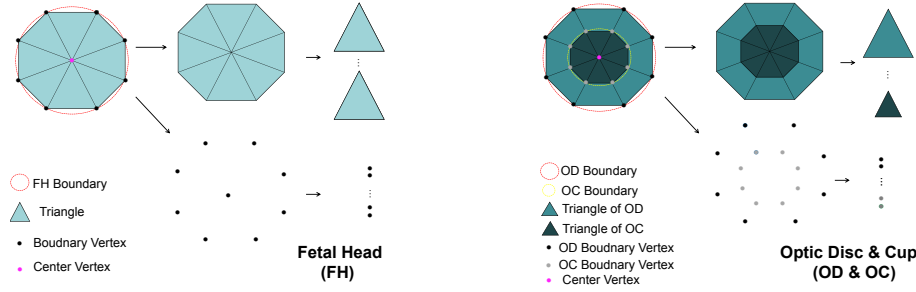 FH Boundary
Triangle
Boudnary Vertex
Center Vertex
Fetal Head
(FH)
OD Boundary
OC Boundary
Triangle of OD
Triangle of OC
OD Boudnary Vertex
OC Boudnary Vertex
Center Vertex
Optic Disc & Cup
(OD & OC)